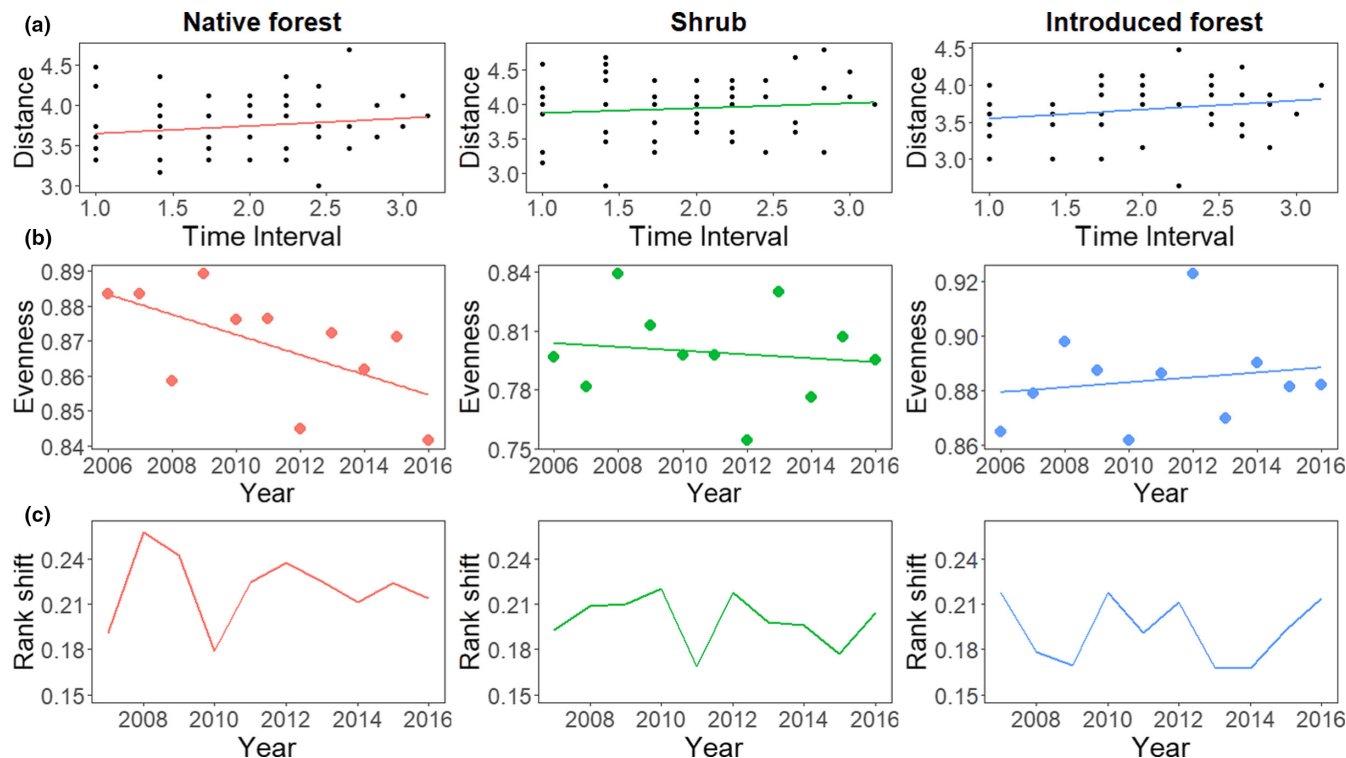 (a)
Native forest Shrub Introduced forest
Distance
4.5
4.0
3.5
3.0
1.0 1.5 2.0 2.5 3.0
Time Interval
Distance
4.5
4.0
3.5
3.0
1.0 1.5 2.0 2.5 3.0
Time Interval
Distance
4.5
4.0
3.5
3.0
1.0 1.5 2.0 2.5 3.0
Time Interval
(b)
Evenness
0.89
0.88
0.87
0.86
0.85
0.84
2006 2008 2010 2012 2014 2016
Year
Evenness
0.84
0.81
0.78
0.75
2006 2008 2010 2012 2014 2016
Year
Evenness
0.92
0.90
0.88
0.86
2006 2008 2010 2012 2014 2016
Year
(c)
Rank shift
0.24
0.21
0.18
0.15
2008 2010 2012 2014 2016
Year
Rank shift
0.24
0.21
0.18
0.15
2008 2010 2012 2014 2016
Year
Rank shift
0.24
0.21
0.18
0.15
2008 2010 2012 2014 2016
Year